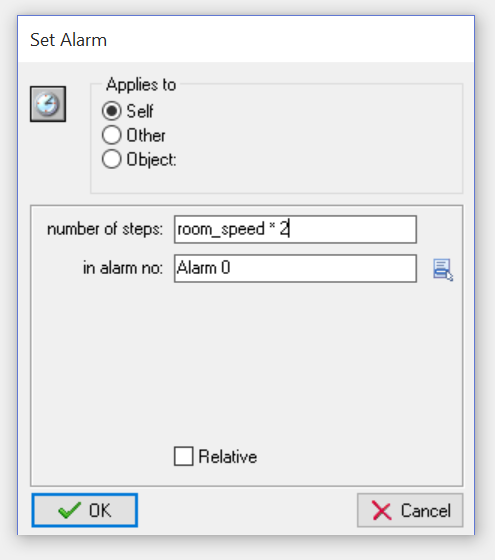 Set Alarm
Applies to
Self
Other
Object:
number of steps: room_speed * 2
in alarm no: Alarm 0
Relative
OK Cancel